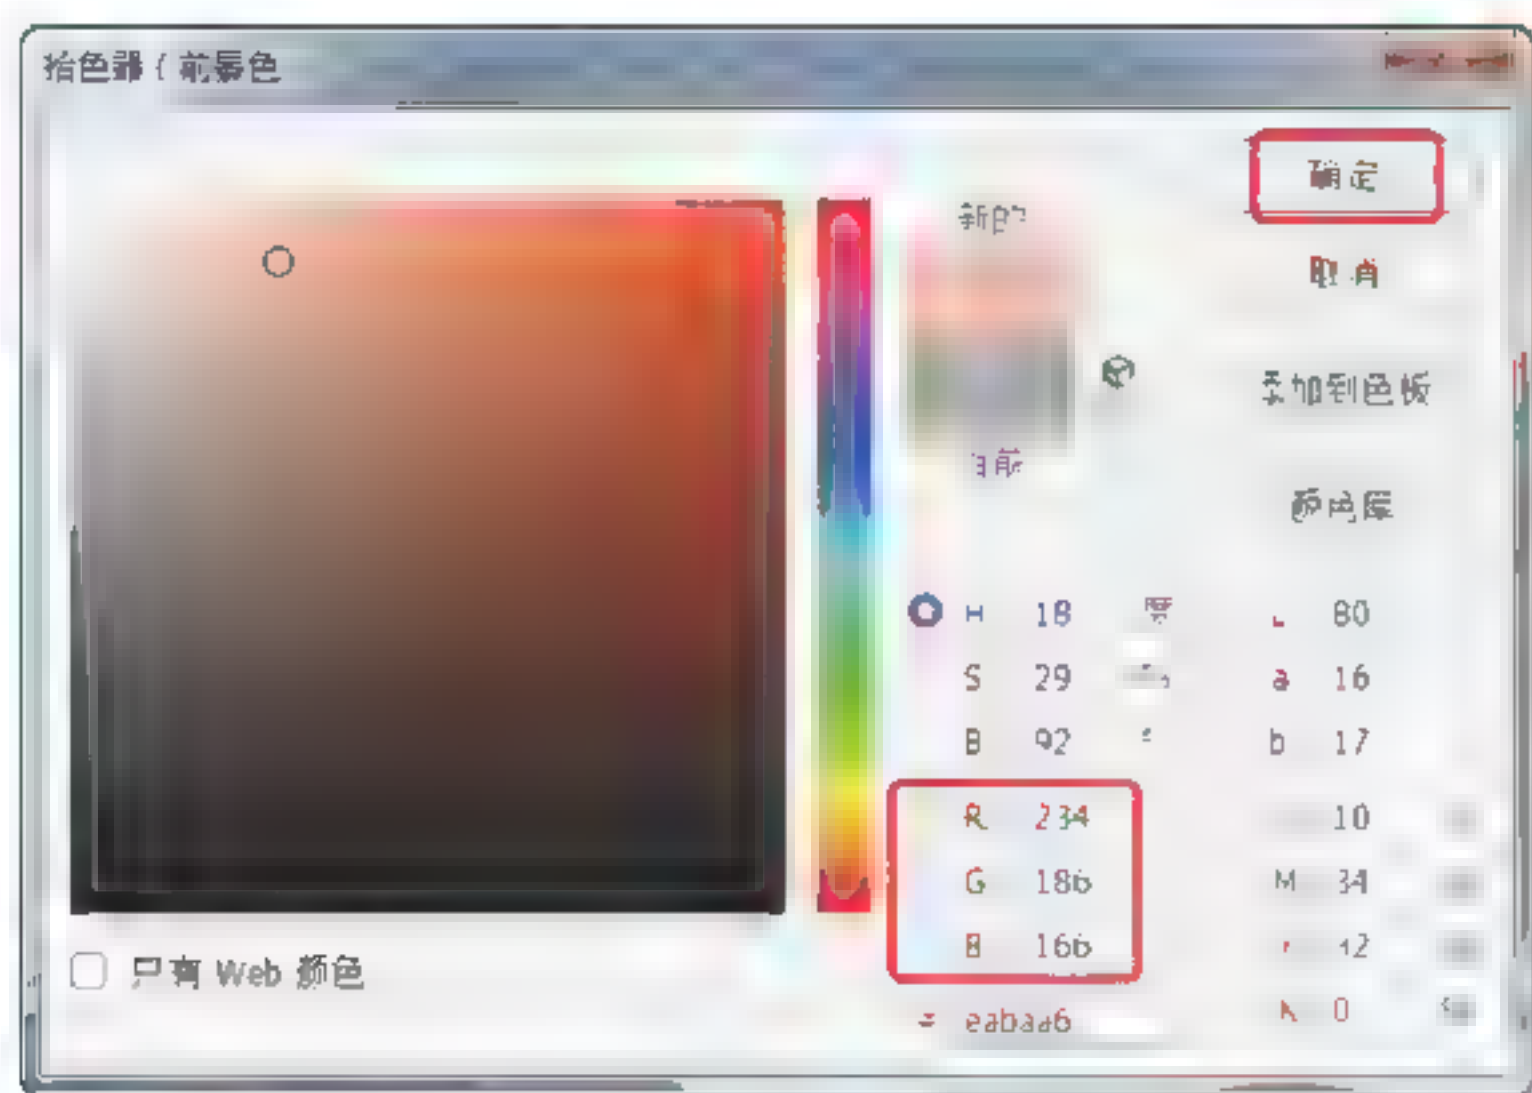 拾色器 ( 前景色
确定
新的
取消
添加到色板
当前
颜色库
H 18 度
L 80
S 29
a 16
B 92
b 17
R 234
10
G 186
M 34
B 166
只有 Web 颜色
# eabaa6
K 0